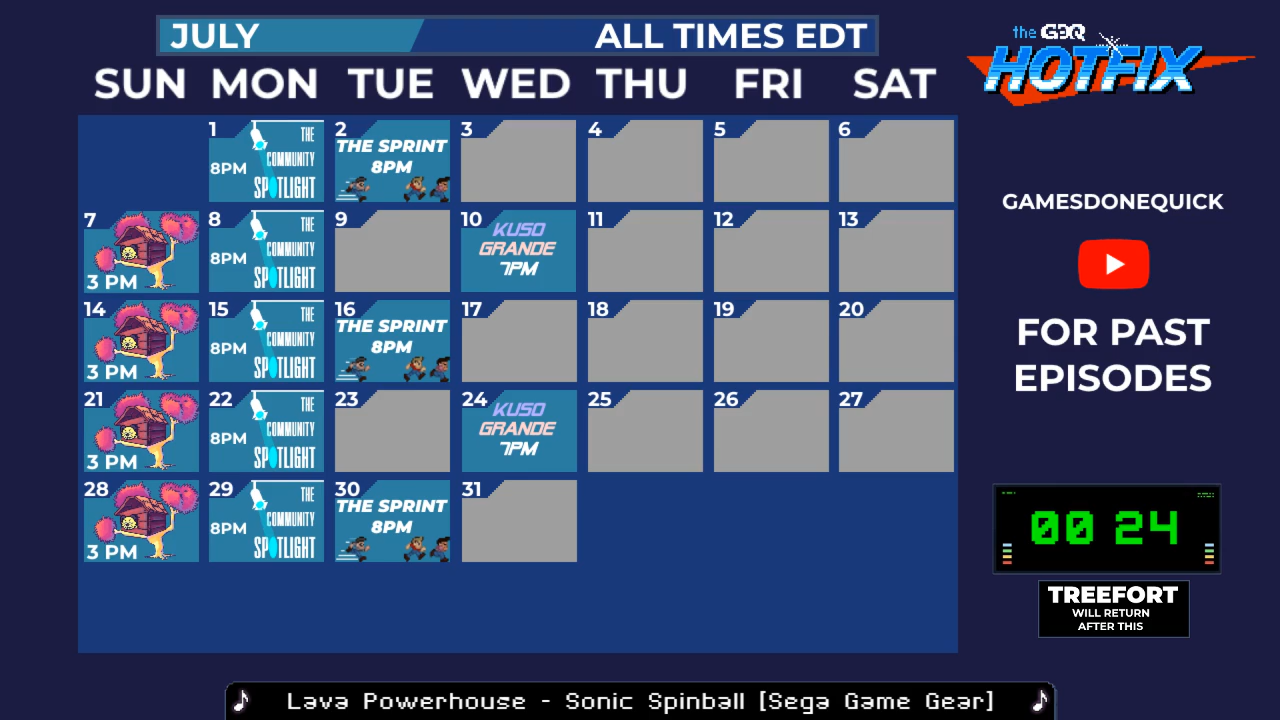 JULY
ALL TIMES EDT
the GDQ
HOTFIX
SUN MON TUE WED THU FRI SAT
1
8PM
THE
COMMUNITY
SPOTLIGHT
2
THE SPRINT
8PM
3
4
5
6
7
3 PM
8
8PM
THE
COMMUNITY
SPOTLIGHT
9
10
KUSO
GRANDE
7PM
11
12
13
14
3 PM
15
8PM
THE
COMMUNITY
SPOTLIGHT
16
THE SPRINT
8PM
17
18
19
20
21
3 PM
22
8PM
THE
COMMUNITY
SPOTLIGHT
23
24
KUSO
GRANDE
7PM
25
26
27
28
3 PM
29
8PM
THE
COMMUNITY
SPOTLIGHT
30
THE SPRINT
8PM
31
GAMESDONEQUICK
FOR PAST
EPISODES
00 24
TREEFORT
WILL RETURN
AFTER THIS
♪ Lava Powerhouse - Sonic Spinball [Sega Game Gear] ♪